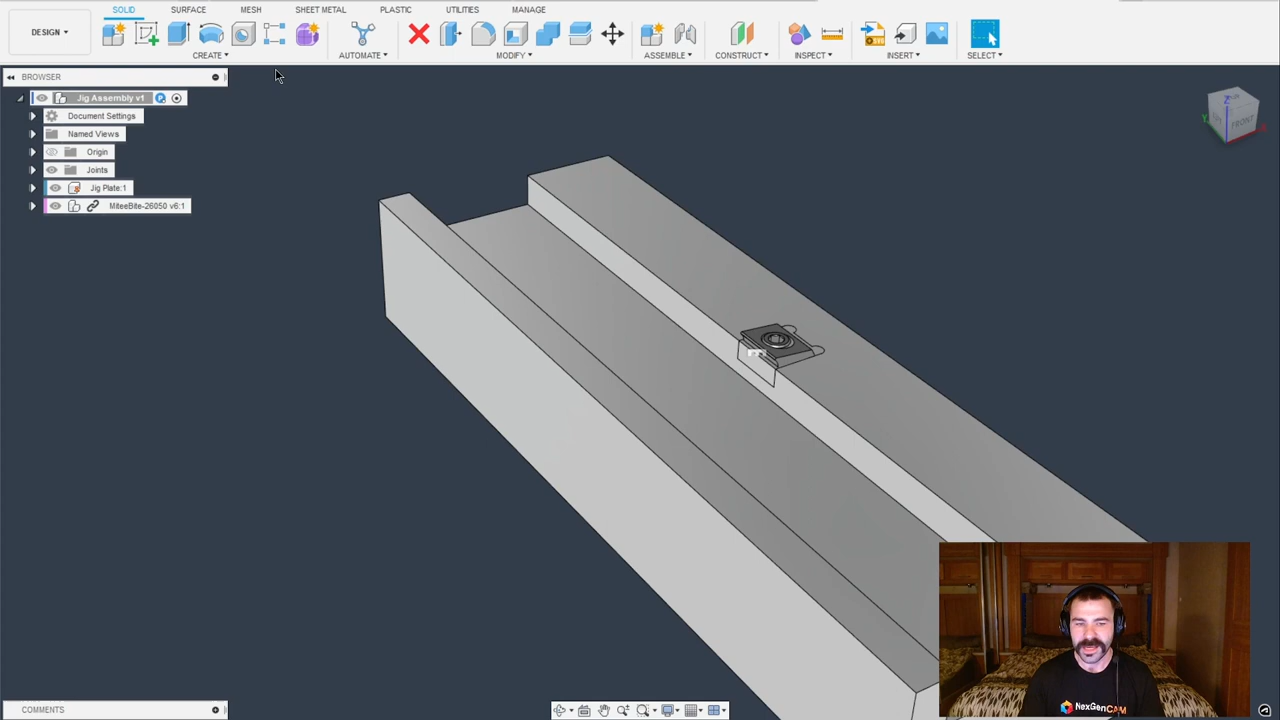 SOLID SURFACE MESH SHEET METAL PLASTIC UTILITIES MANAGE
DESIGN
CREATE AUTOMATE MODIFY ASSEMBLE CONSTRUCT INSPECT INSERT SELECT
BROWSER
Jig Assembly v1
Document Settings
Named Views
Origin
Joints
Jig Plate:1
MiteeBite-26050 v6:1
Z
Y
X
FRONT
NexGenCAM
COMMENTS